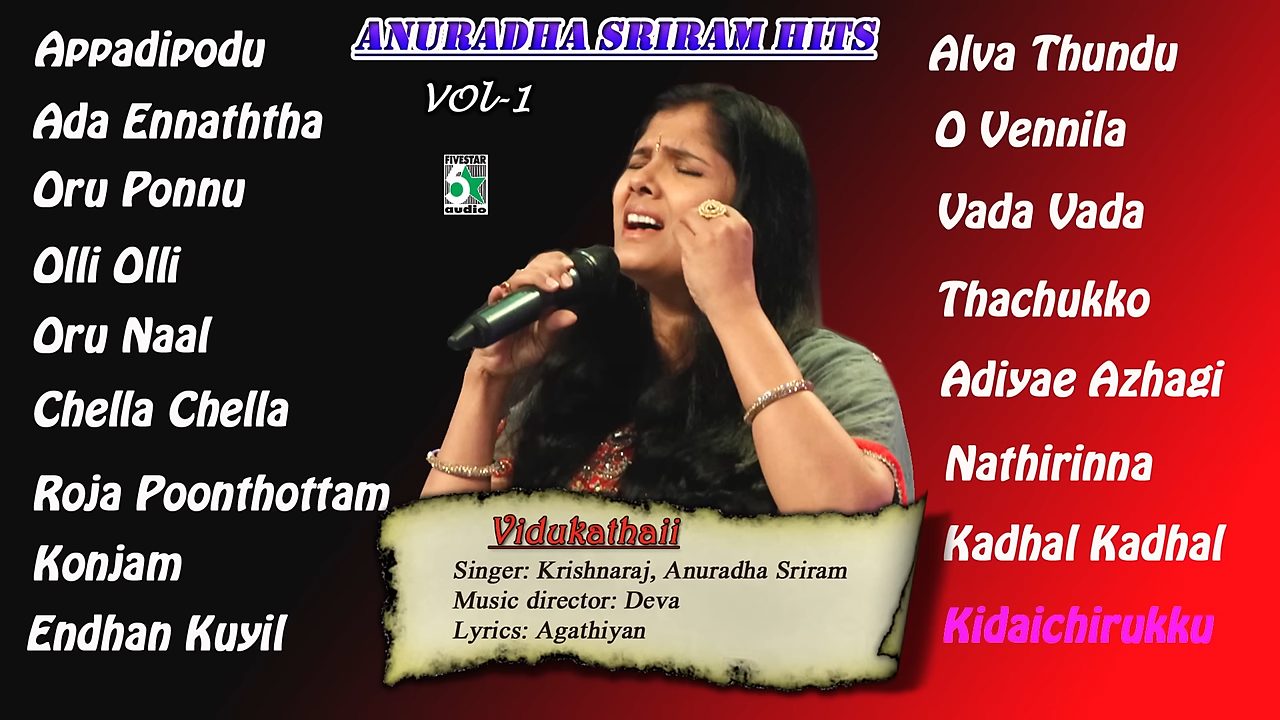 ANURADHA SRIRAM HITS
VOL-1
FIVESTAR
6
audio
Appadipodu
Ada Ennaththa
Oru Ponnu
Olli Olli
Oru Naal
Chella Chella
Roja Poonthottam
Konjam
Endhan Kuyil
Alva Thundu
O Vennila
Vada Vada
Thachukko
Adiyae Azhagi
Nathirinna
Kadhal Kadhal
Kidaichirukku
Vidukathaii
Singer: Krishnaraj, Anuradha Sriram
Music director: Deva
Lyrics: Agathiyan